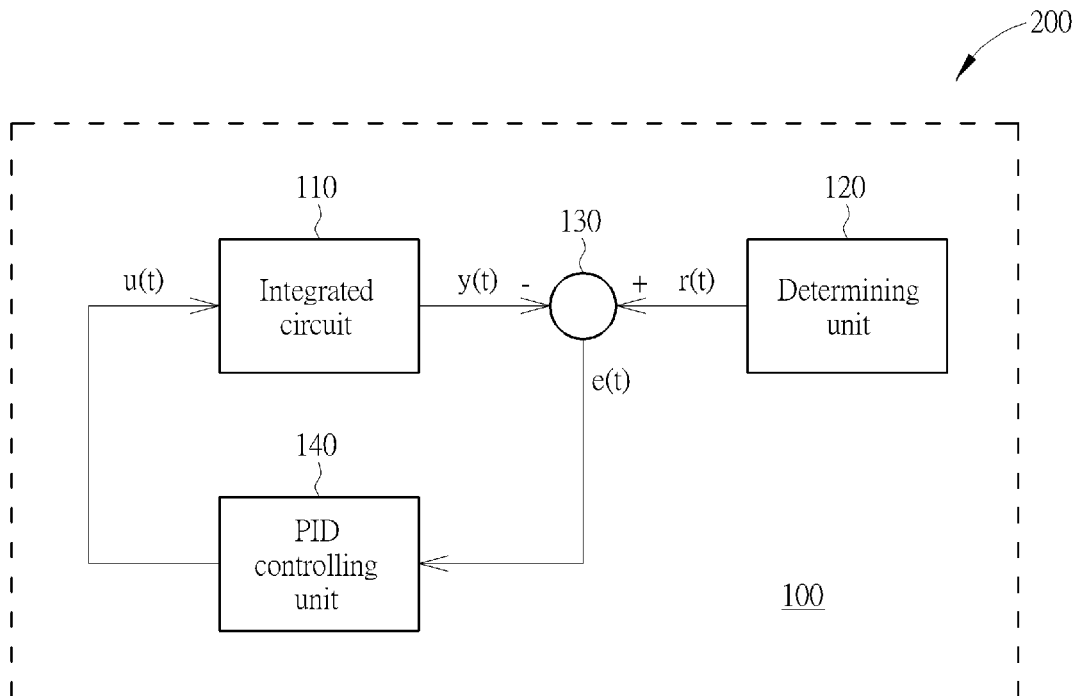 200
110
120
130
u(t)
Integrated
circuit
y(t)
-
+
r(t)
Determining
unit
e(t)
140
PID
controlling
unit
100